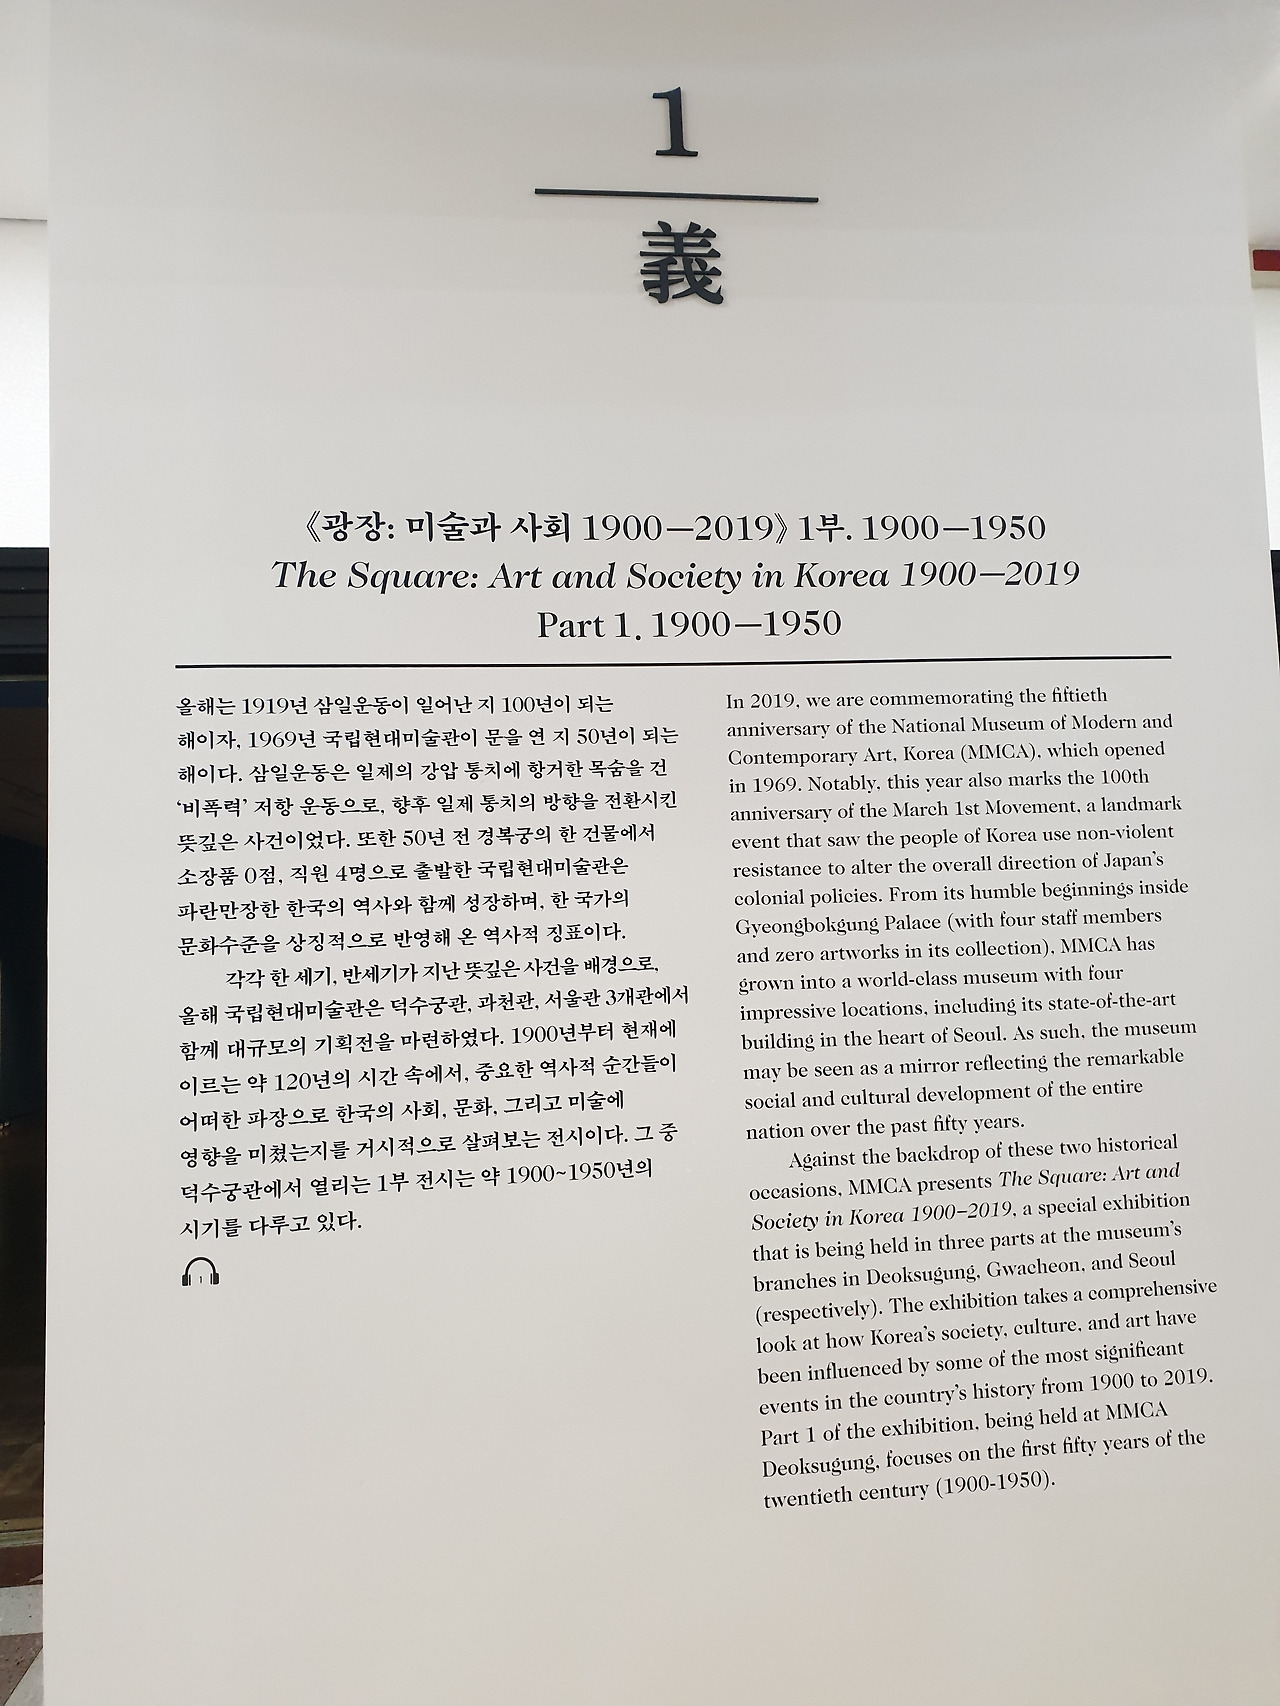 1
義
《광장: 미술과 사회 1900—2019》 1부. 1900—1950
The Square: Art and Society in Korea 1900—2019
Part 1. 1900—1950
올해는 1919년 삼일운동이 일어난 지 100년이 되는
해이자, 1969년 국립현대미술관이 문을 연 지 50년이 되는
해이다. 삼일운동은 일제의 강압 통치에 항거한 목숨을 건
‘비폭력’ 저항 운동으로, 향후 일제 통치의 방향을 전환시킨
뜻깊은 사건이었다. 또한 50년 전 경복궁의 한 건물에서
소장품 0점, 직원 4명으로 출발한 국립현대미술관은
파란만장한 한국의 역사와 함께 성장하며, 한 국가의
문화수준을 상징적으로 반영해 온 역사적 징표이다.
각각 한 세기, 반세기가 지난 뜻깊은 사건을 배경으로,
올해 국립현대미술관은 덕수궁관, 과천관, 서울관 3개관에서
함께 대규모의 기획전을 마련하였다. 1900년부터 현재에
이르는 약 120년의 시간 속에서, 중요한 역사적 순간들이
어떠한 파장으로 한국의 사회, 문화, 그리고 미술에
영향을 미쳤는지를 거시적으로 살펴보는 전시이다. 그 중
덕수궁관에서 열리는 1부 전시는 약 1900~1950년의
시기를 다루고 있다.
1
In 2019, we are commemorating the fiftieth
anniversary of the National Museum of Modern and
Contemporary Art, Korea (MMCA), which opened
in 1969. Notably, this year also marks the 100th
anniversary of the March 1st Movement, a landmark
event that saw the people of Korea use non-violent
resistance to alter the overall direction of Japan’s
colonial policies. From its humble beginnings inside
Gyeongbokgung Palace (with four staff members
and zero artworks in its collection), MMCA has
grown into a world-class museum with four
impressive locations, including its state-of-the-art
building in the heart of Seoul. As such, the museum
may be seen as a mirror reflecting the remarkable
social and cultural development of the entire
nation over the past fifty years.
Against the backdrop of these two historical
occasions, MMCA presents The Square: Art and
Society in Korea 1900–2019, a special exhibition
that is being held in three parts at the museum’s
branches in Deoksugung, Gwacheon, and Seoul
(respectively). The exhibition takes a comprehensive
look at how Korea’s society, culture, and art have
been influenced by some of the most significant
events in the country’s history from 1900 to 2019.
Part 1 of the exhibition, being held at MMCA
Deoksugung, focuses on the first fifty years of the
twentieth century (1900-1950).